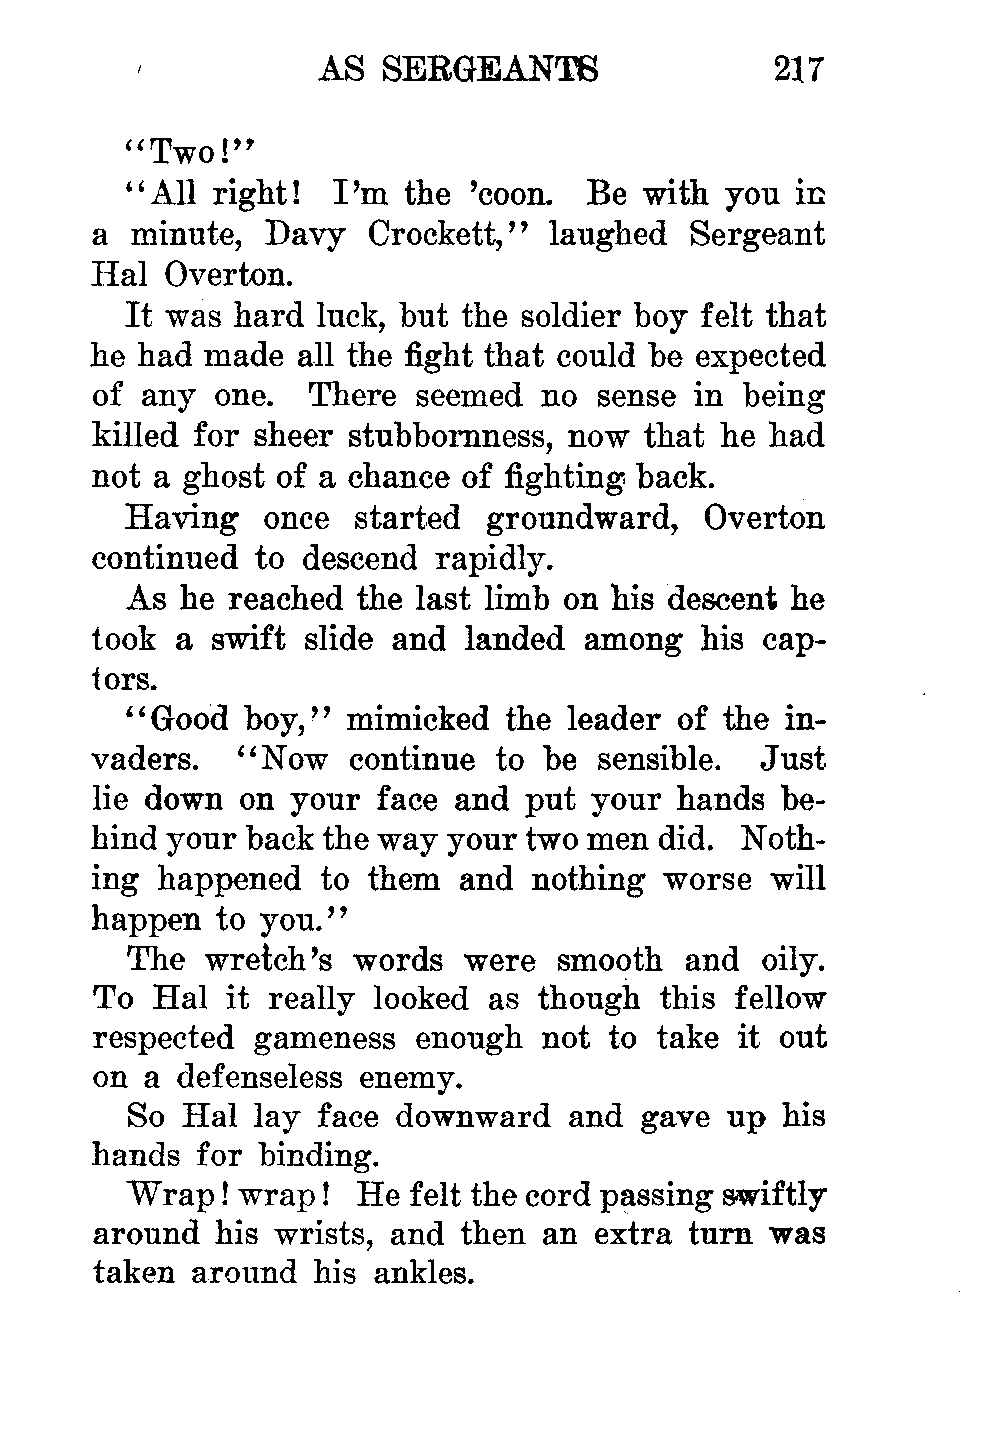 AS SERGEANTS 217
"Two!"
"All right! I'm the 'coon. Be with you in
a minute, Davy Crockett," laughed Sergeant
Hal Overton.
It was hard luck, but the soldier boy felt that
he had made all the fight that could be expected
of any one. There seemed no sense in being
killed for sheer stubbornness, now that he had
not a ghost of a chance of fighting back.
Having once started groundward, Overton
continued to descend rapidly.
As he reached the last limb on his descent he
took a swift slide and landed among his cap-
tors.
"Good boy," mimicked the leader of the in-
vaders. "Now continue to be sensible. Just
lie down on your face and put your hands be-
hind your back the way your two men did. Noth-
ing happened to them and nothing worse will
happen to you."
The wretch's words were smooth and oily.
To Hal it really looked as though this fellow
respected gameness enough not to take it out
on a defenseless enemy.
So Hal lay face downward and gave up his
hands for binding.
Wrap! wrap! He felt the cord passing swiftly
around his wrists, and then an extra turn was
taken around his ankles.